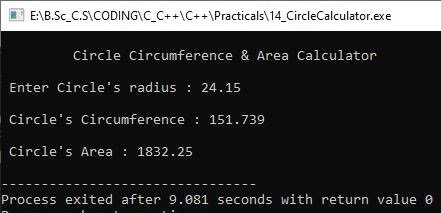 E:\B.Sc_C.S\CODING\C_C++\C++\Practicals\14_CircleCalculator.exe
Circle Circumference & Area Calculator
Enter Circle's radius : 24.15
Circle's Circumference : 151.739
Circle's Area : 1832.25
--------------------------------
Process exited after 9.081 seconds with return value 0